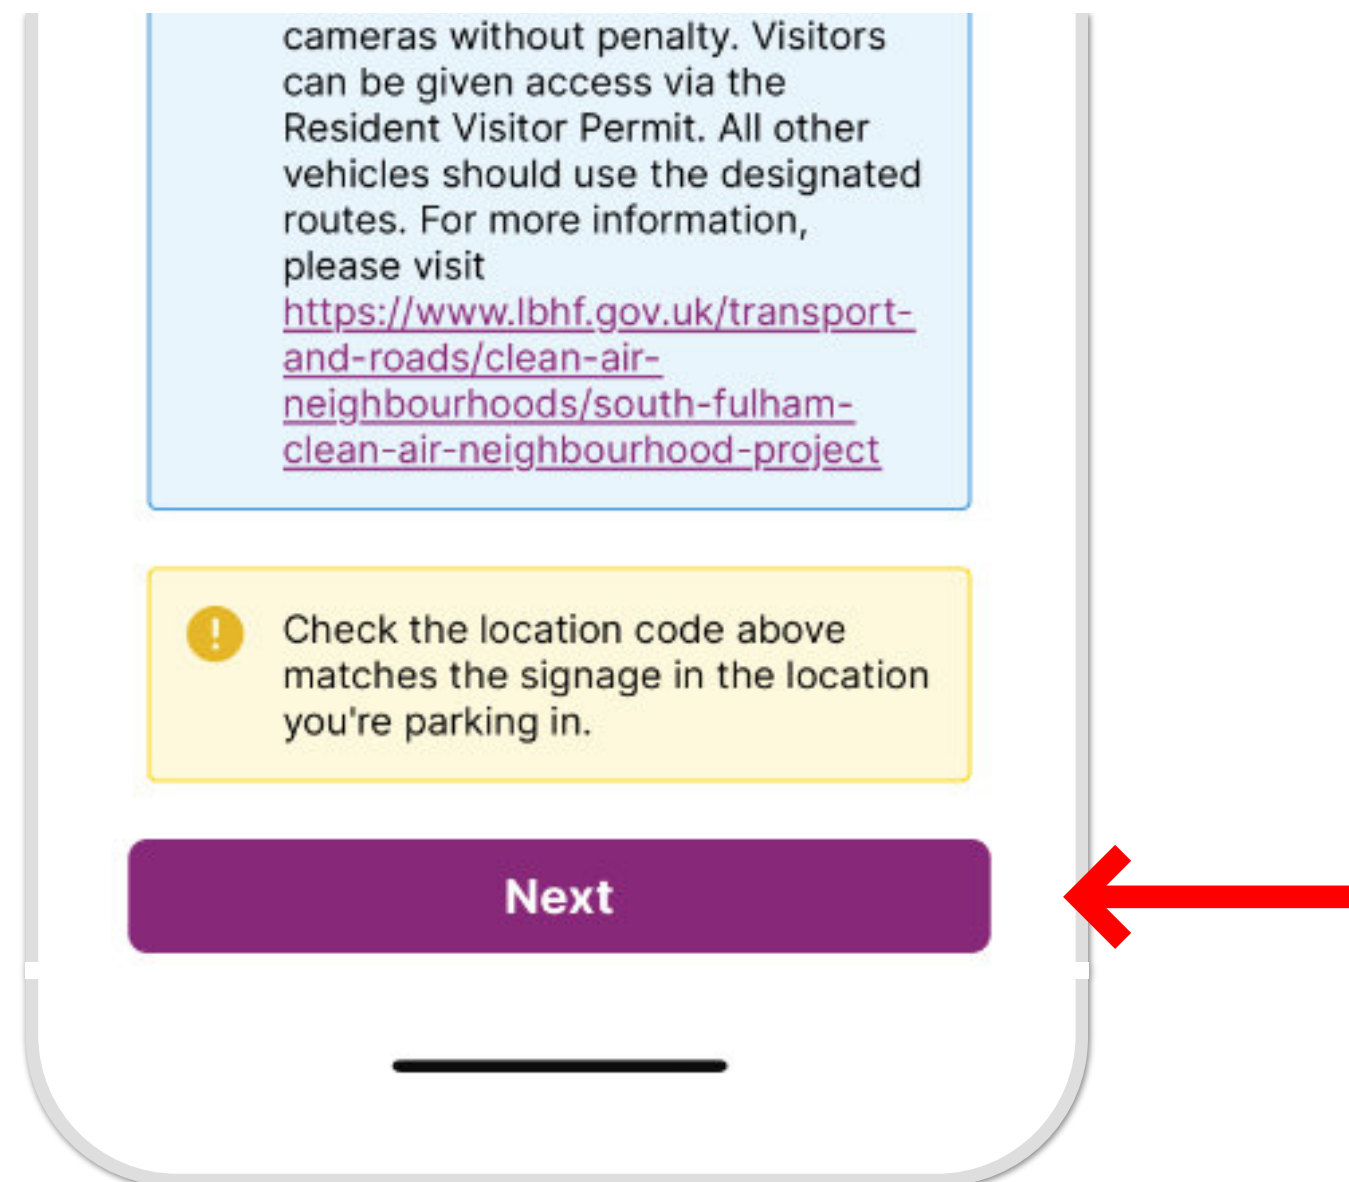 cameras without penalty. Visitors
can be given access via the
Resident Visitor Permit. All other
vehicles should use the designated
routes. For more information,
please visit
https://www.lbhf.gov.uk/transport-
and-roads/clean-air-
neighbourhoods/south-fulham-
clean-air-neighbourhood-project
!
Check the location code above
matches the signage in the location
you're parking in.
Next